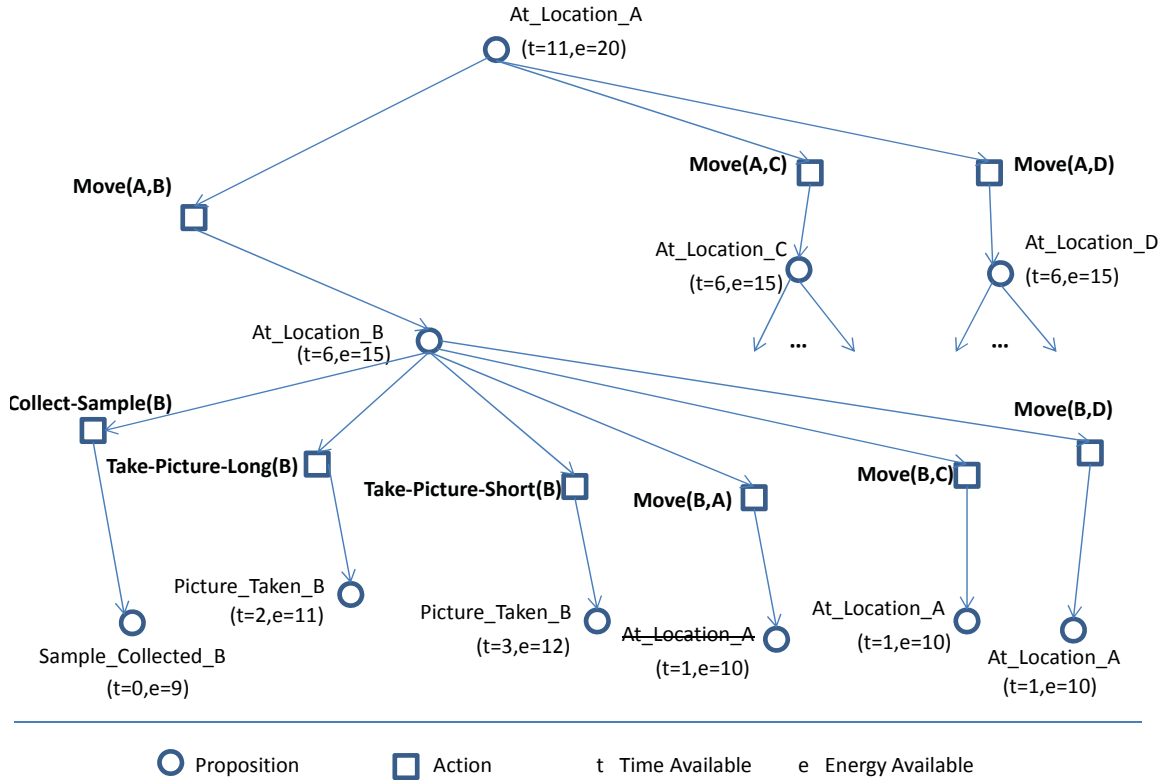 At_Location_A
(t=11,e=20)
Move(A,B)
Move(A,C)
Move(A,D)
At_Location_C
(t=6,e=15)
At_Location_D
(t=6,e=15)
At_Location_B
(t=6,e=15)
...
...
Collect-Sample(B)
Take-Picture-Long(B)
Take-Picture-Short(B)
Move(B,A)
Move(B,C)
Move(B,D)
Sample_Collected_B
(t=0,e=9)
Picture_Taken_B
(t=2,e=11)
Picture_Taken_B
(t=3,e=12)
At_Location_A
(t=1,e=10)
At_Location_A
(t=1,e=10)
At_Location_A
(t=1,e=10)
Proposition
Action
t Time Available
e Energy Available